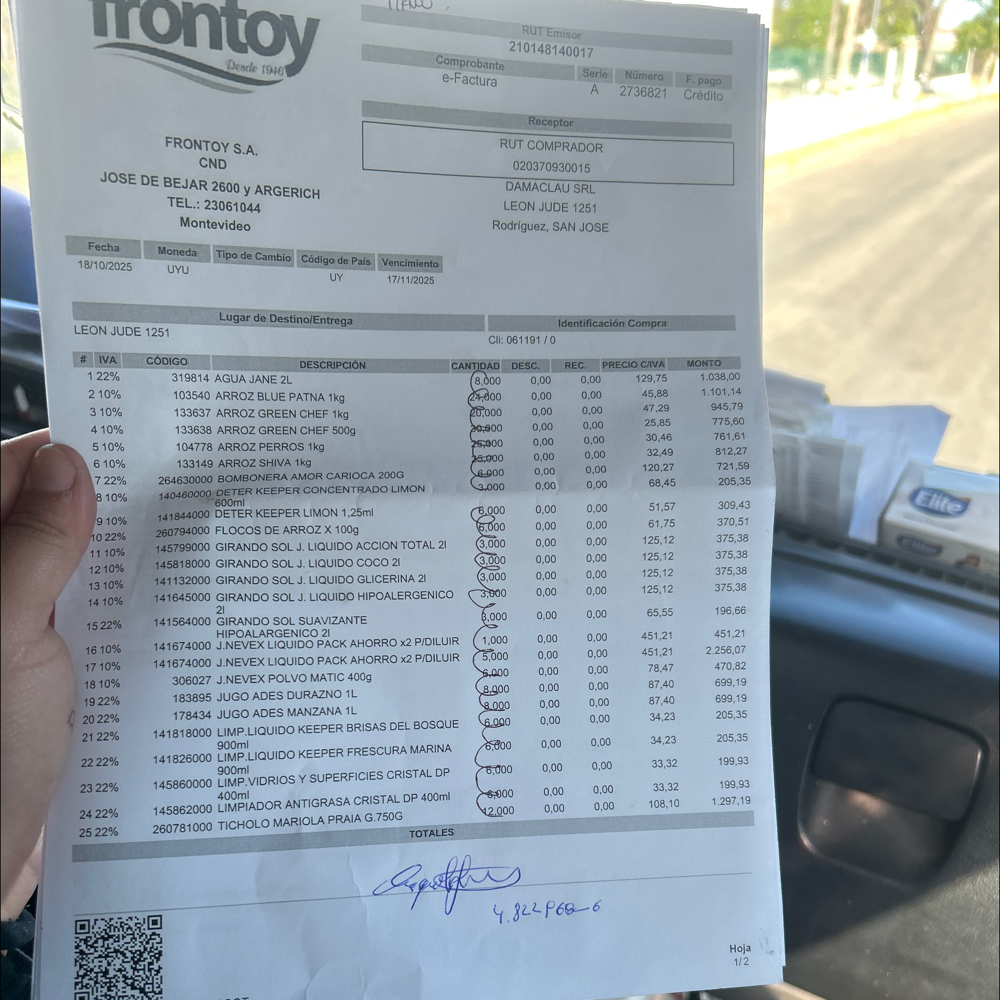 frontoy
Desde 1946
RUT Emisor
210148140017
Comprobante Serie Número F. pago
e-Factura A 2736821 Crédito
Receptor
RUT COMPRADOR
020370930015
DAMACLAU SRL
LEON JUDE 1251
Rodríguez, SAN JOSE
FRONTOY S.A.
CND
JOSE DE BEJAR 2600 y ARGERICH
TEL.: 23061044
Montevideo
Fecha Moneda Tipo de Cambio Código de País Vencimiento
18/10/2025 UYU UY 17/11/2025
Lugar de Destino/Entrega Identificación Compra
LEON JUDE 1251 Cli: 061191 / 0
# IVA CÓDIGO DESCRIPCIÓN CANTIDAD DESC. REC. PRECIO C/IVA MONTO
1 22% 319814 AGUA JANE 2L 8,000 0,00 0,00 129,75 1.038,00
2 10% 103540 ARROZ BLUE PATNA 1kg 24,000 0,00 0,00 45,88 1.101,14
3 10% 133637 ARROZ GREEN CHEF 1kg 20,000 0,00 0,00 47,29 945,79
4 10% 133638 ARROZ GREEN CHEF 500g 30,000 0,00 0,00 25,85 775,60
5 10% 104778 ARROZ PERROS 1kg 25,000 0,00 0,00 30,46 761,61
6 10% 133149 ARROZ SHIVA 1kg 25,000 0,00 0,00 32,49 812,27
7 22% 264630000 BOMBONERA AMOR CARIOCA 200G 6,000 0,00 0,00 120,27 721,59
8 10% 140460000 DETER KEEPER CONCENTRADO LIMON 3,000 0,00 0,00 68,45 205,35
600ml
9 10% 141844000 DETER KEEPER LIMON 1,25ml 6,000 0,00 0,00 51,57 309,43
10 22% 260794000 FLOCOS DE ARROZ X 100g 6,000 0,00 0,00 61,75 370,51
11 10% 145799000 GIRANDO SOL J. LIQUIDO ACCION TOTAL 2l 3,000 0,00 0,00 125,12 375,38
12 10% 145818000 GIRANDO SOL J. LIQUIDO COCO 2l 3,000 0,00 0,00 125,12 375,38
13 10% 141132000 GIRANDO SOL J. LIQUIDO GLICERINA 2l 3,000 0,00 0,00 125,12 375,38
14 10% 141645000 GIRANDO SOL J. LIQUIDO HIPOALERGENICO 3,000 0,00 0,00 125,12 375,38
2l
15 22% 141564000 GIRANDO SOL SUAVIZANTE 3,000 0,00 0,00 65,55 196,66
HIPOALARGENICO 2l
16 10% 141674000 J.NEVEX LIQUIDO PACK AHORRO x2 P/DILUIR 1,000 0,00 0,00 451,21 451,21
17 10% 141674000 J.NEVEX LIQUIDO PACK AHORRO x2 P/DILUIR 5,000 0,00 0,00 451,21 2.256,07
18 10% 306027 J.NEVEX POLVO MATIC 400g 6,000 0,00 0,00 78,47 470,82
19 22% 183895 JUGO ADES DURAZNO 1L 8,000 0,00 0,00 87,40 699,19
20 22% 178434 JUGO ADES MANZANA 1L 8,000 0,00 0,00 87,40 699,19
21 22% 141818000 LIMP.LIQUIDO KEEPER BRISAS DEL BOSQUE 6,000 0,00 0,00 34,23 205,35
900ml
22 22% 141826000 LIMP.LIQUIDO KEEPER FRESCURA MARINA 6,000 0,00 0,00 34,23 205,35
900ml
23 22% 145860000 LIMP.VIDRIOS Y SUPERFICIES CRISTAL DP 6,000 0,00 0,00 33,32 199,93
400ml
24 22% 145862000 LIMPIADOR ANTIGRASA CRISTAL DP 400ml 6,000 0,00 0,00 33,32 199,93
25 22% 260781000 TICHOLO MARIOLA PRAIA G.750G 12,000 0,00 0,00 108,10 1.297,19
TOTALES
Hoja
1/2
Elite
Elite